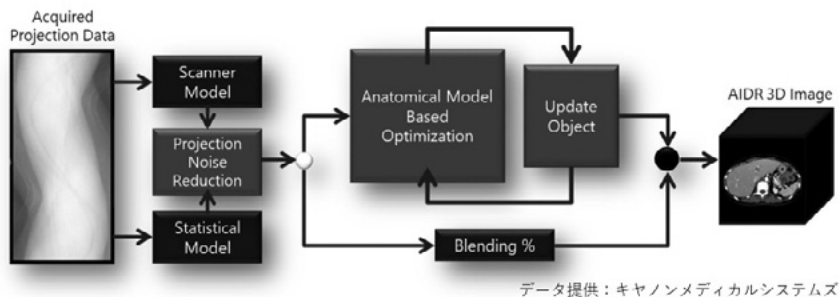 Acquired
Projection Data
Scanner
Model
Projection
Noise
Reduction
Statistical
Model
Anatomical Model
Based
Optimization
Update
Object
Blending %
AIDR 3D Image
データ提供：キヤノンメディカルシステムズ